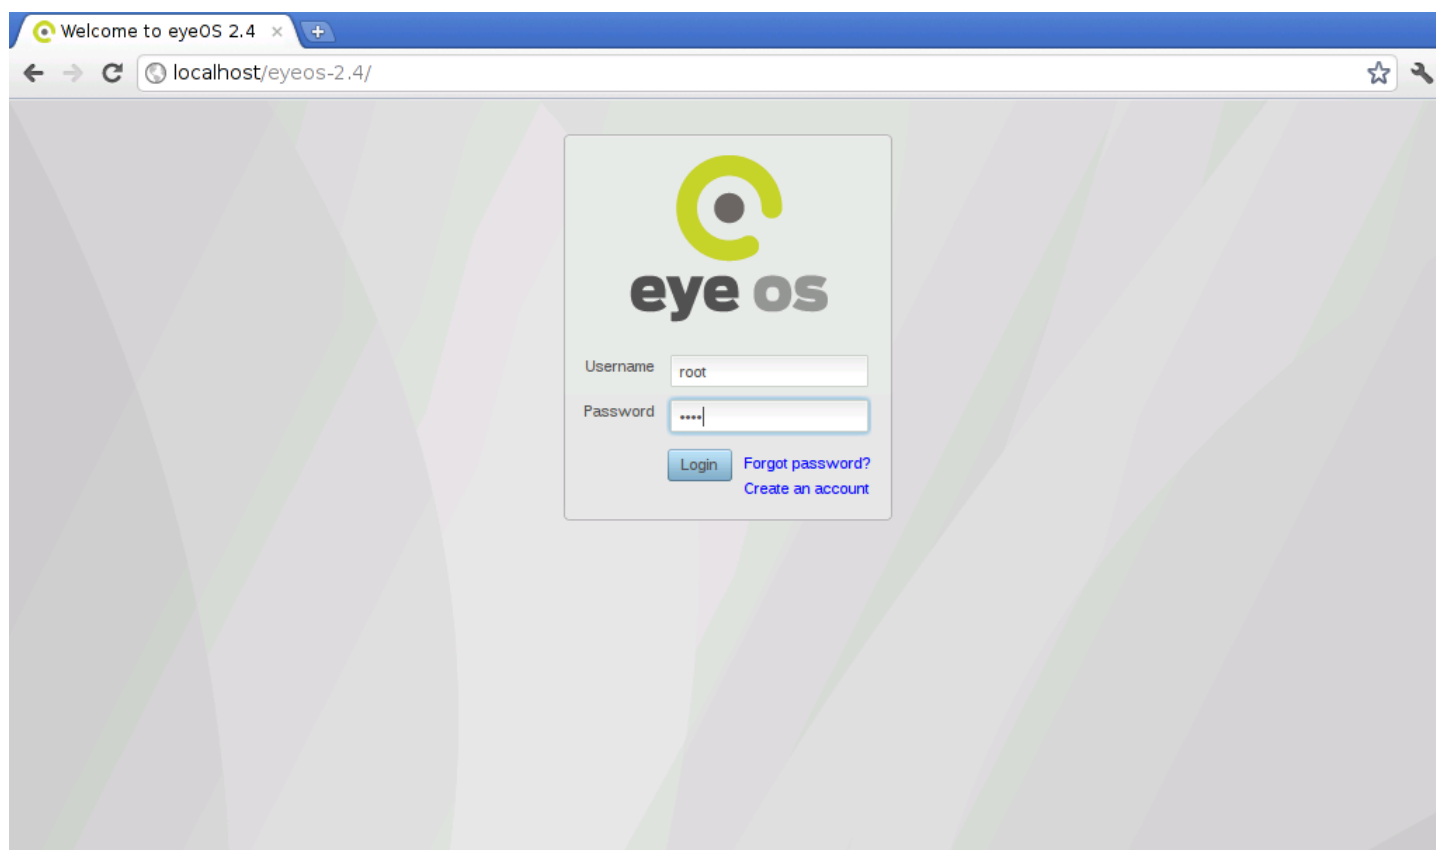 Welcome to eyeOS 2.4
localhost/eyeos-2.4/
eye os
Username root
Password ••••
Login Forgot password?
Create an account